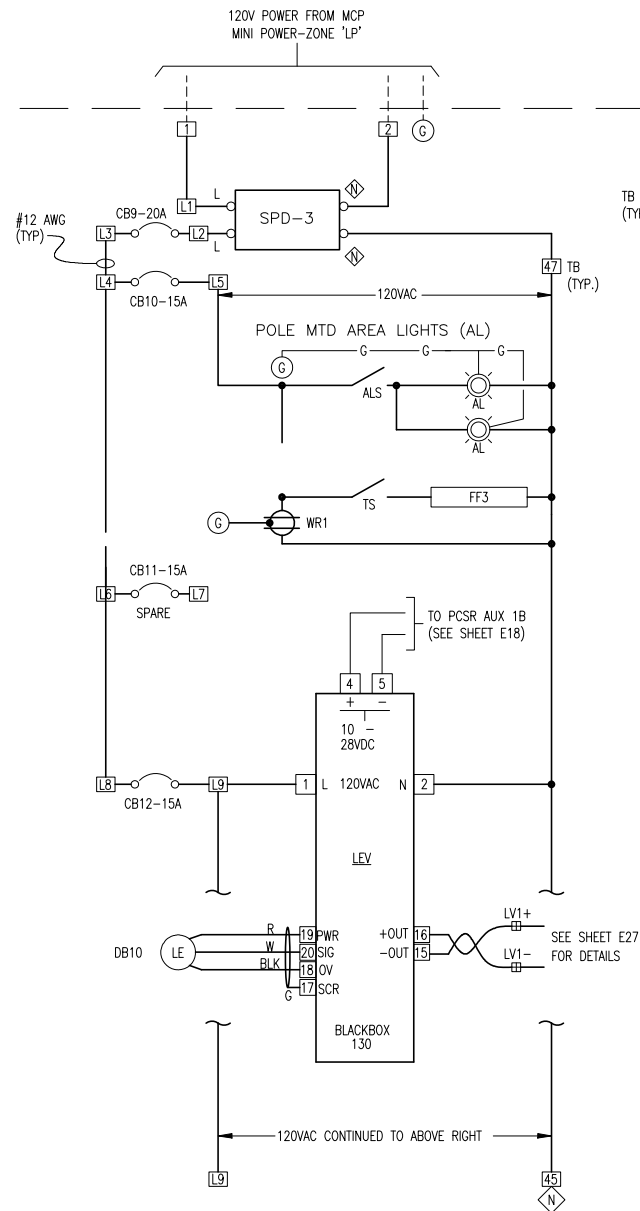 120V POWER FROM MCP
MINI POWER-ZONE 'LP'
1
2
G
L1
L
N
SPD-3
TB
(TY
#12 AWG
(TYP)
CB9-20A
L3
L2
L
N
L4
CB10-15A
L5
120VAC
47
TB
(TYP.)
POLE MTD AREA LIGHTS (AL)
G
G
G
G
ALS
AL
AL
TS
FF3
G
WR1
CB11-15A
L6
L7
SPARE
TO PCSR AUX 1B
(SEE SHEET E18)
4
5
+
-
10 -
28VDC
L8
CB12-15A
L9
1
L
120VAC
N
2
LEV
DB10
LE
R
19
PWR
W
20
SIG
BLK
18
OV
G
17
SCR
+OUT
16
-OUT
15
LV1+
LV1-
SEE SHEET E27
FOR DETAILS
BLACKBOX
130
120VAC CONTINUED TO ABOVE RIGHT
L9
45
N